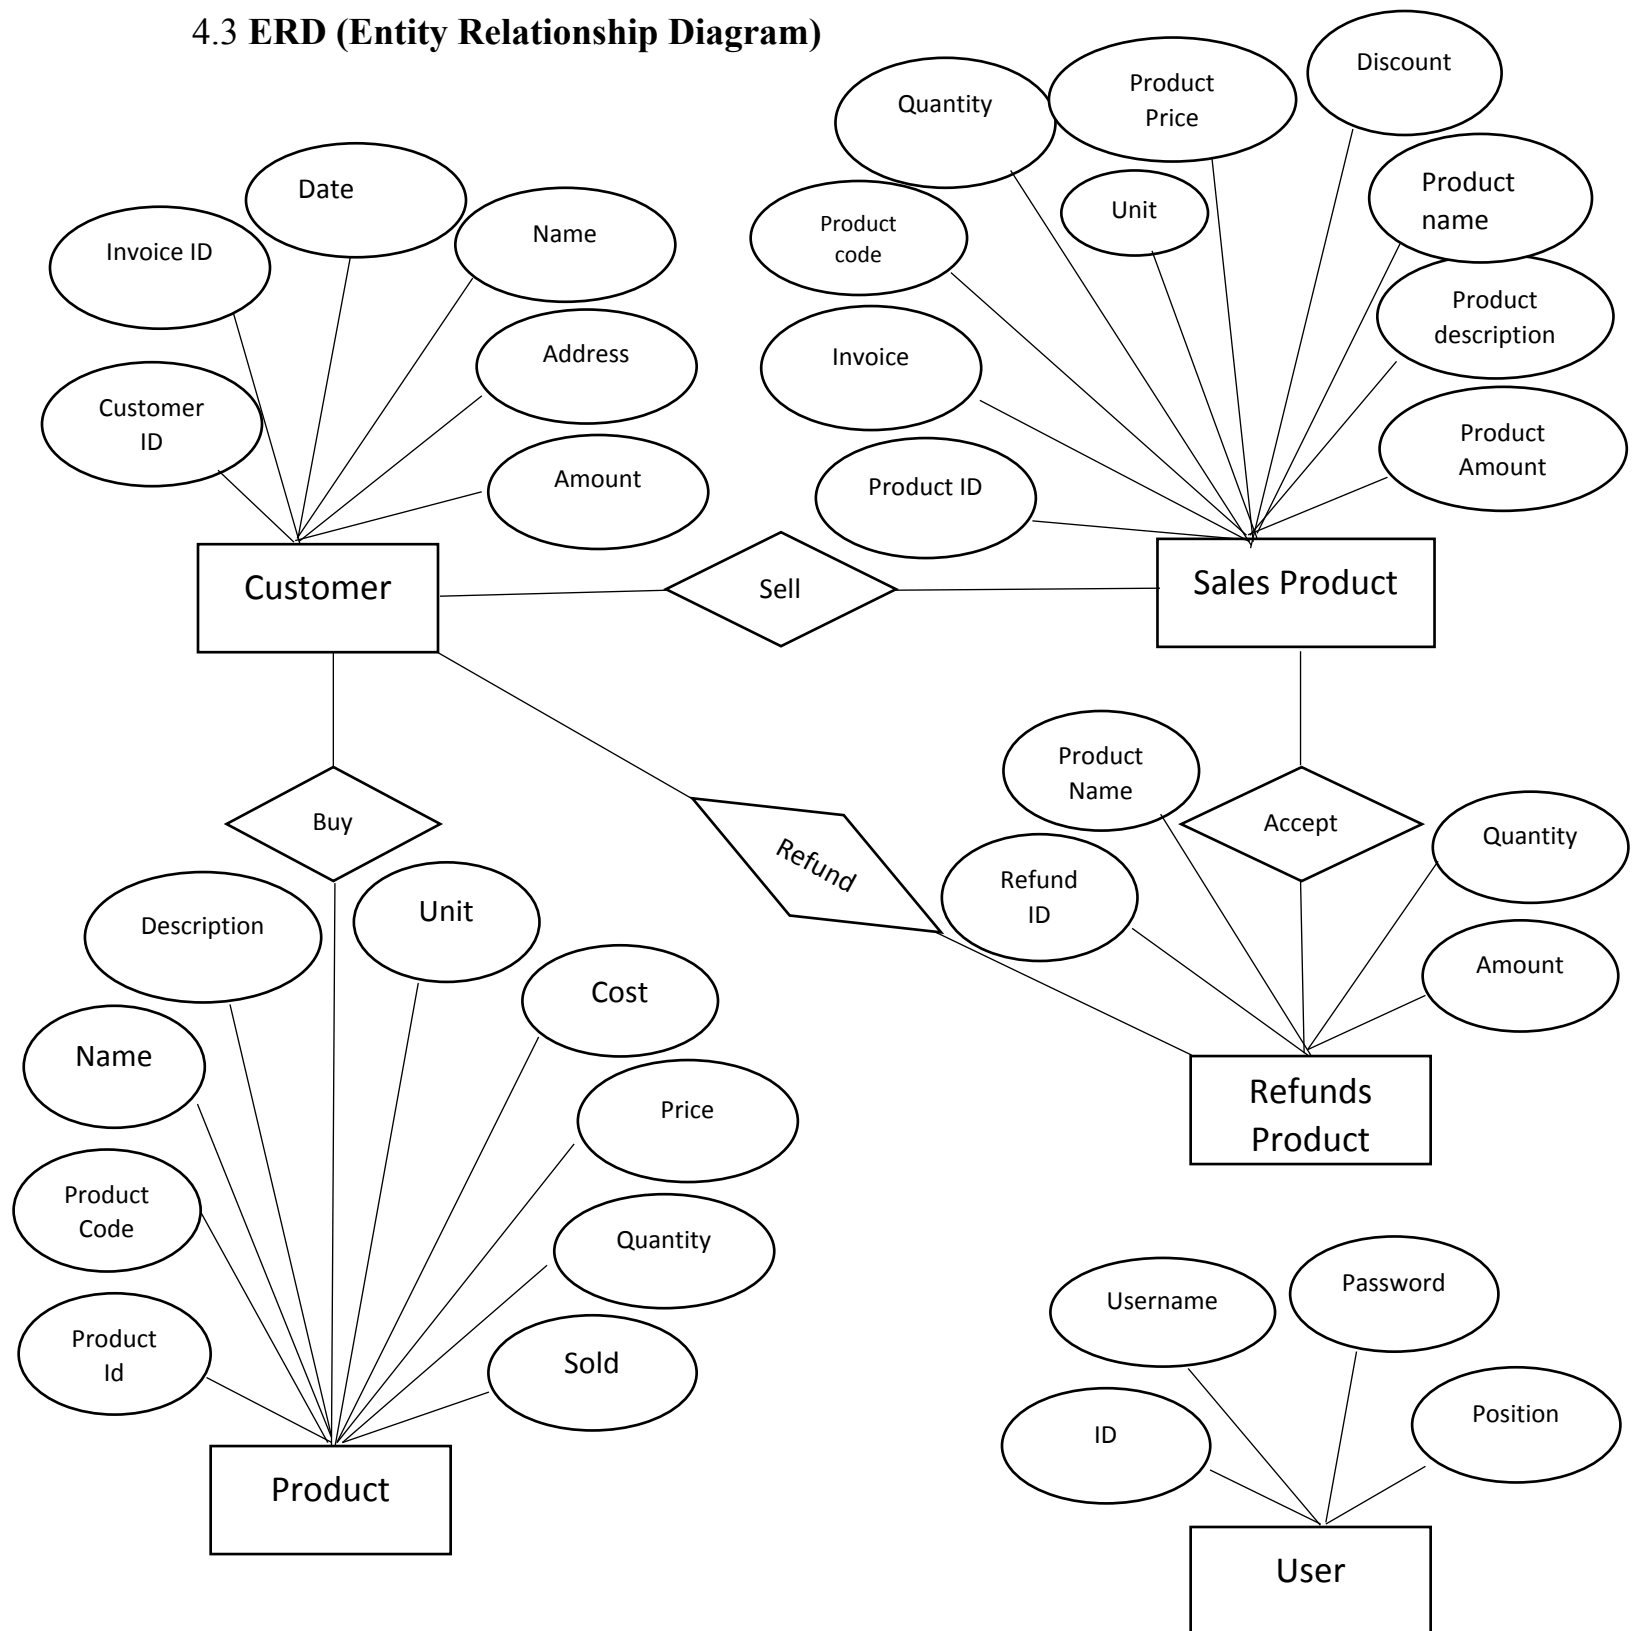 4.3 ERD (Entity Relationship Diagram)
Discount
Quantity
Product
Price
Date
Name
Invoice ID
Product
code
Unit
Product
name
Address
Invoice
Product
description
Customer
ID
Amount
Product ID
Product
Amount
Customer
Sell
Sales Product
Buy
Refund
Product
Name
Accept
Quantity
Description
Unit
Refund
ID
Cost
Amount
Name
Price
Refunds
Product
Product
Code
Quantity
Username
Password
Product
Id
Sold
ID
Position
Product
User